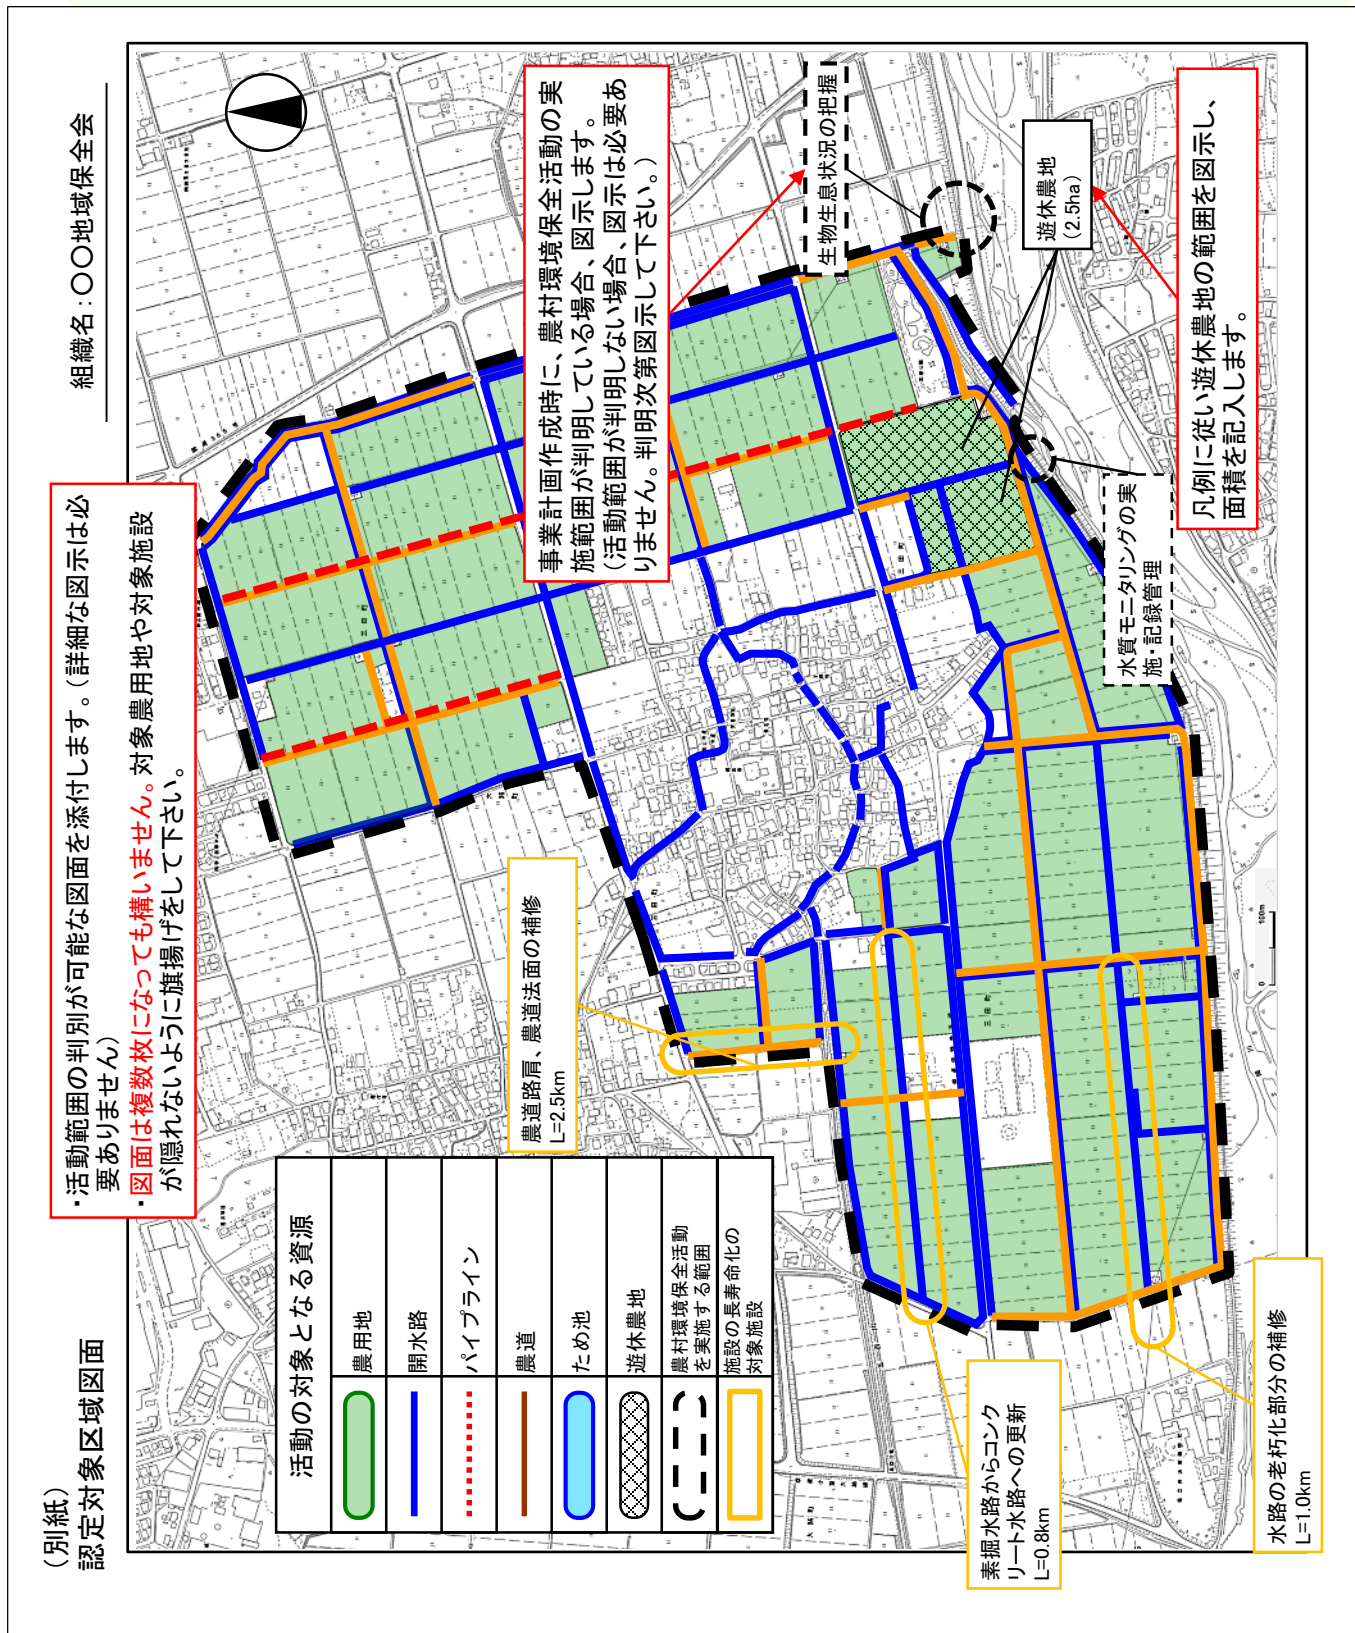 （別紙）
認定対象区域図面
組織名：〇〇地域保全会
・活動範囲の判別が可能な図面を添付します。（詳細な図示は必
要ありません）
・図面は複数枚になっても構いません。対象農用地や対象施設
が隠れないように旗揚げをして下さい。
事業計画作成時に、農村環境保全活動の実
施範囲が判明している場合、図示します。
（活動範囲が判明しない場合、図示は必要あ
りません。判明次第図示して下さい。）
生物生息状況の把握
遊休農地
（2.5ha）
凡例に従い遊休農地の範囲を図示し、
面積を記入します。
水質モニタリングの実
施・記録管理
農道路肩、農道法面の補修
L=2.5km
活動の対象となる資源
農用地
開水路
パイプライン
農道
ため池
遊休農地
農村環境保全活動
を実施する範囲
施設の長寿命化の
対象施設
素掘水路からコンク
リート水路への更新
L=0.8km
水路の老朽化部分の補修
L=1.0km
0 100m